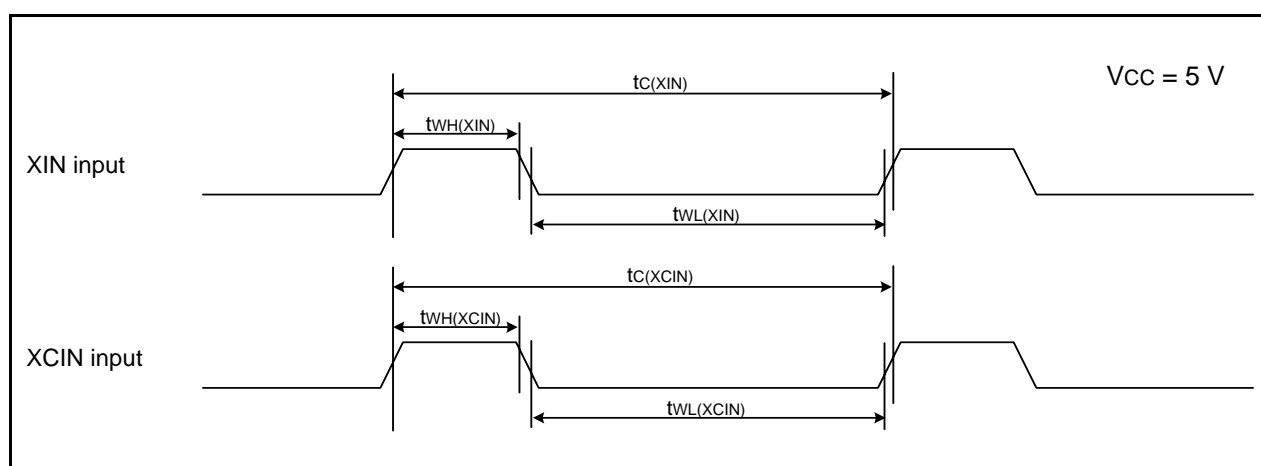 VCC = 5 V
tC(XIN)
tWH(XIN)
XIN input
tWL(XIN)
tC(XCIN)
tWH(XCIN)
XCIN input
tWL(XCIN)